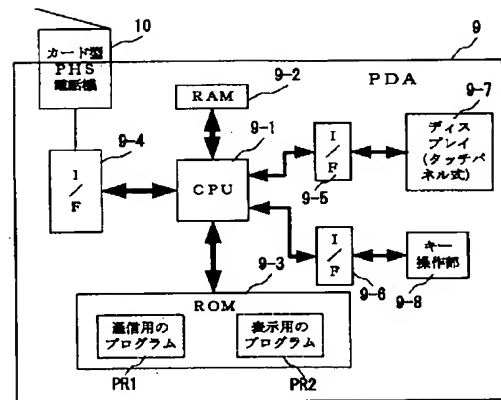 10
カード型
PHS
電話機
9
PDA
9-2
RAM
9-7
9-4
9-1
I/F
ディス
プレイ
(タッチパ
ネル式)
I/F
CPU
9-5
9-3
I/F
キー
操作部
ROM
9-6
9-8
通信用の
プログラム
表示用の
プログラム
PR1
PR2